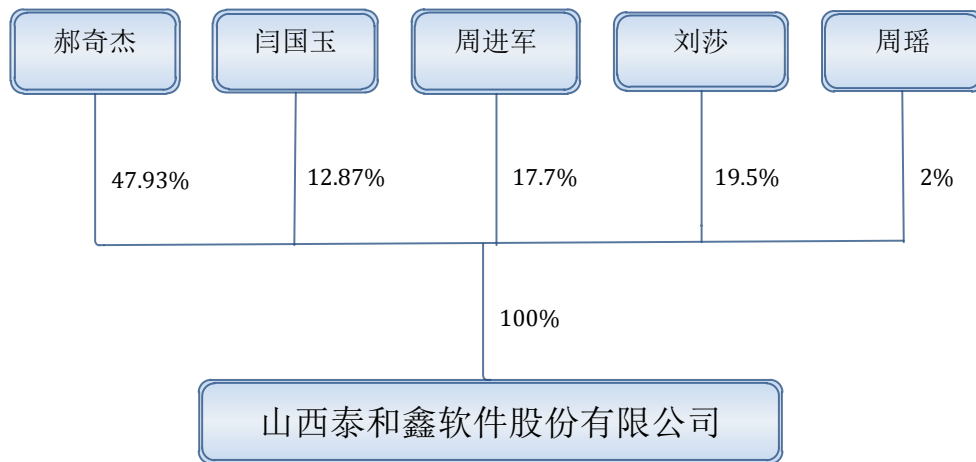 郝奇杰
闫国玉
周进军
刘莎
周瑶
47.93%
12.87%
17.7%
19.5%
2%
100%
山西泰和鑫软件股份有限公司